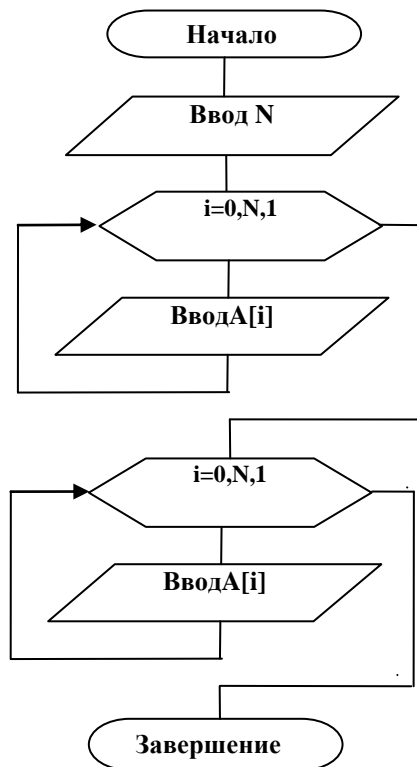 Начало
Ввод N
i=0,N,1
ВводA[i]
i=0,N,1
ВводA[i]
Завершение